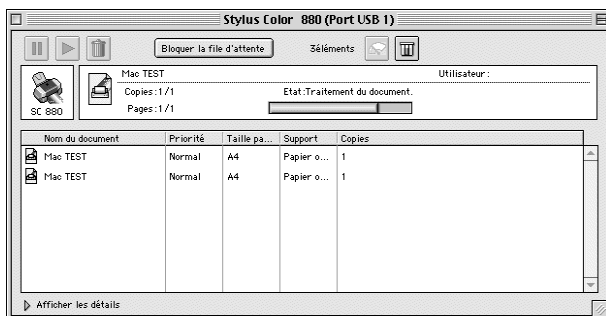 Stylus Color 880 (Port USB 1)
Bloquer la file d'attente
3éléments
Mac TEST
Utilisateur :
Copies : 1 /1
Etat :Traitement du document.
Pages : 1 /1
SC 880
Nom du document Priorité Taille pa... Support Copies
Mac TEST Normal A4 Papier o... 1
Mac TEST Normal A4 Papier o... 1
Afficher les détails